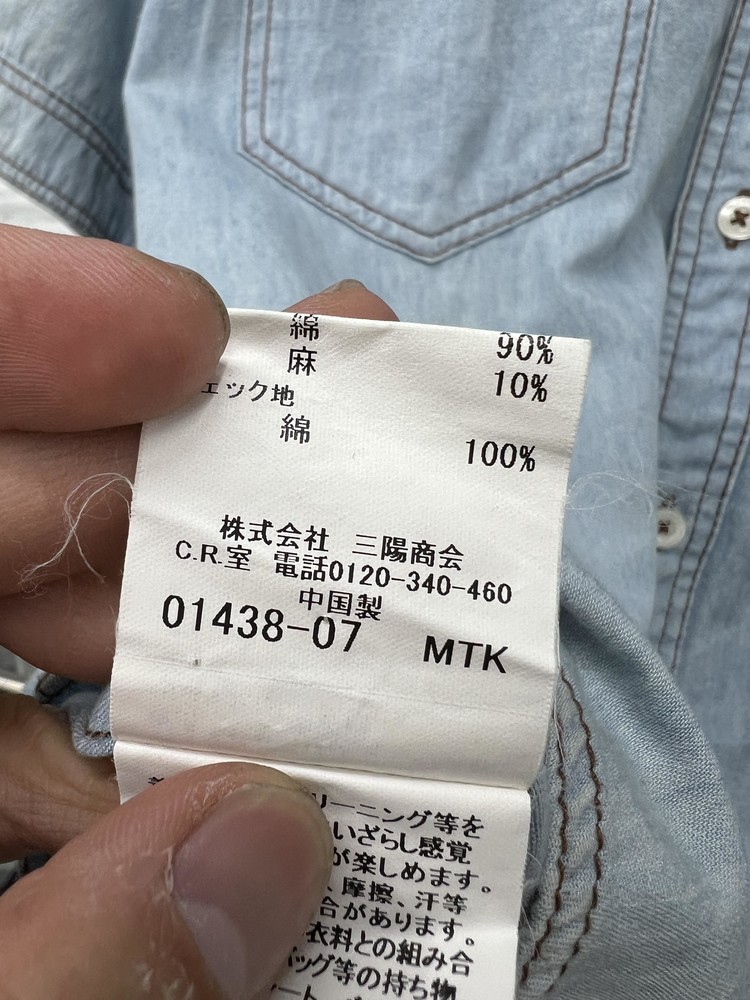 綿 90%
麻 10%
ェック地
綿 100%
株式会社 三陽商会
C.R.室 電話0120-340-460
中国製
01438-07 MTK
リーニング等を
いざらし感覚
が楽しめます。
、摩擦、汗等
合があります。
衣料との組み合
バッグ等の持ち物